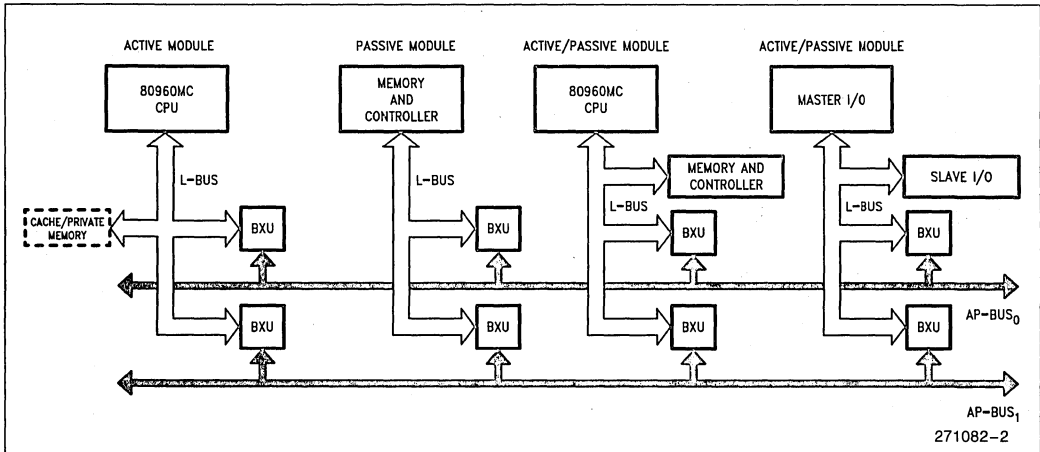 ACTIVE MODULE
PASSIVE MODULE
ACTIVE/PASSIVE MODULE
ACTIVE/PASSIVE MODULE
80960MC
CPU
MEMORY
AND
CONTROLLER
80960MC
CPU
MASTER I/O
L-BUS
L-BUS
MEMORY AND
CONTROLLER
SLAVE I/O
L-BUS
L-BUS
CACHE/PRIVATE
MEMORY
BXU
BXU
BXU
BXU
AP-BUS0
BXU
BXU
BXU
BXU
AP-BUS1
271082-2